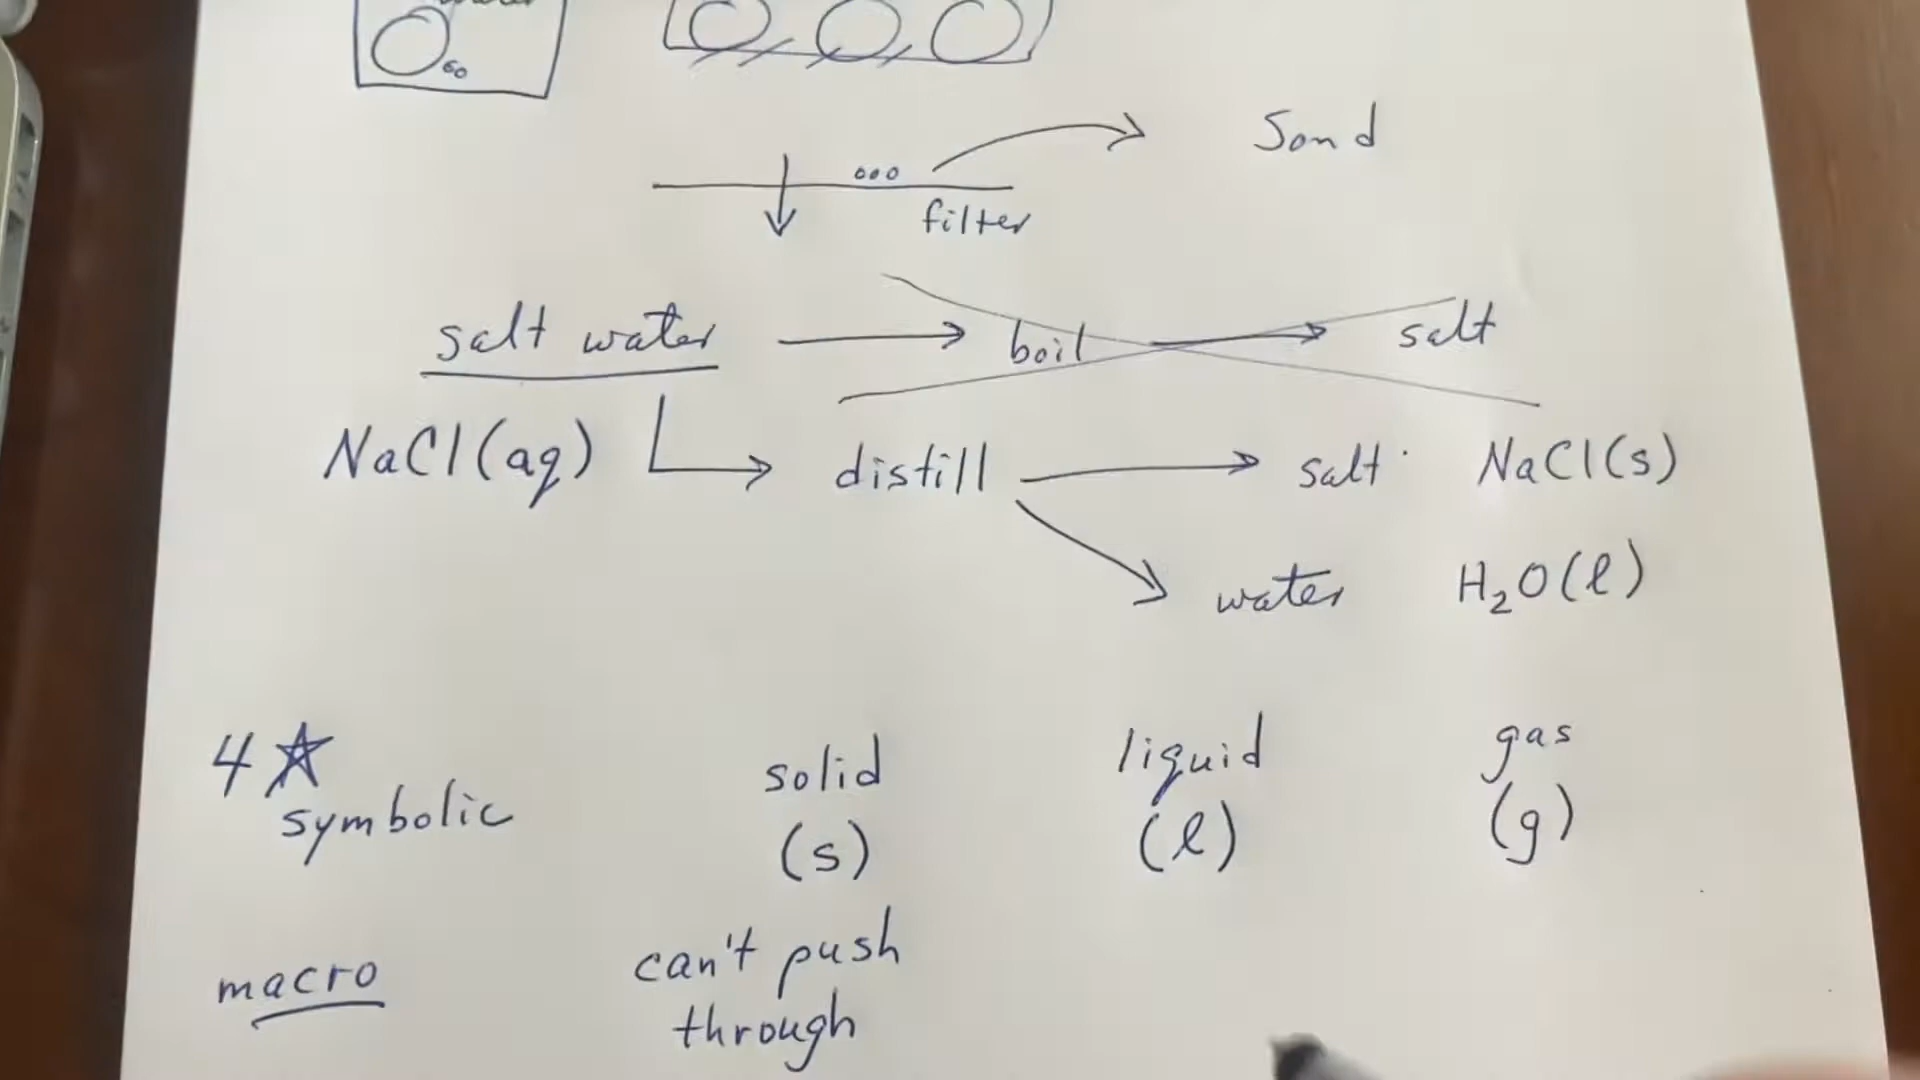 60
Sand
filter
salt water → boil → salt
NaCl(aq) → distill → salt NaCl(s)
water H₂O(l)
4 ☆
symbolic
solid liquid gas
(s) (l) (g)
macro
can't push
through